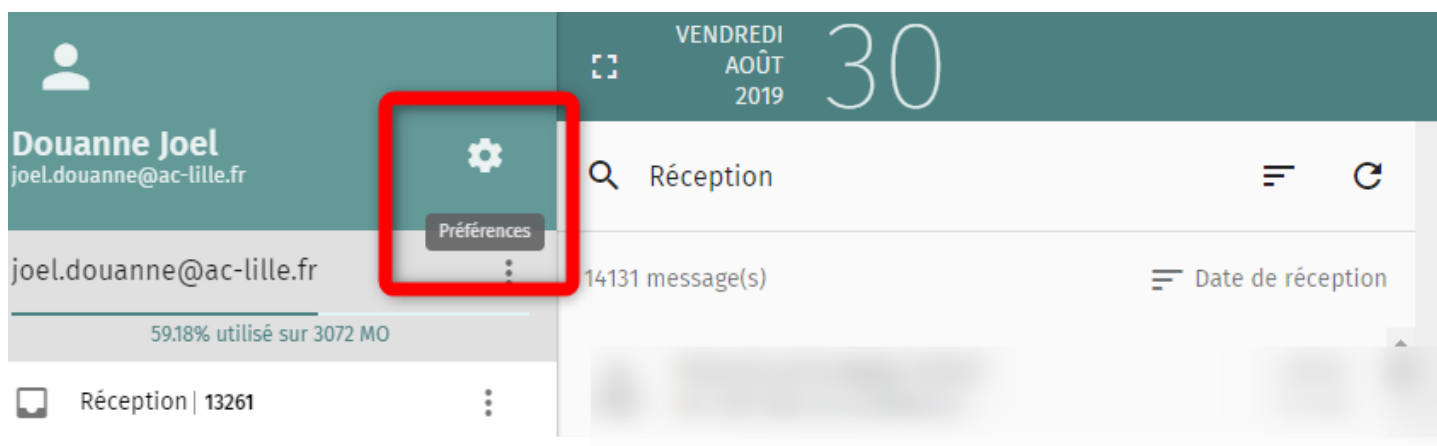 Douanne Joel
joel.douanne@ac-lille.fr
Préférences
joel.douanne@ac-lille.fr
59.18% utilisé sur 3072 MO
Réception | 13261
VENDREDI
AOÛT
2019
30
Réception
14131 message(s)
Date de réception